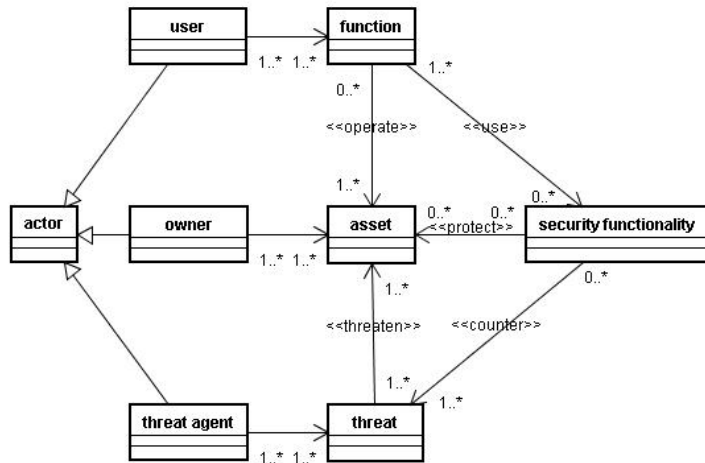 user
function
1..*
1..*
1..*
0..*
<<operate>>
<<use>>
1..*
0..*
actor
owner
asset
0..*
0..*
security functionality
<<protect>>
1..*
1..*
1..*
0..*
<<threaten>>
<<counter>>
1..*
1..*
threat agent
threat
1..*
1..*